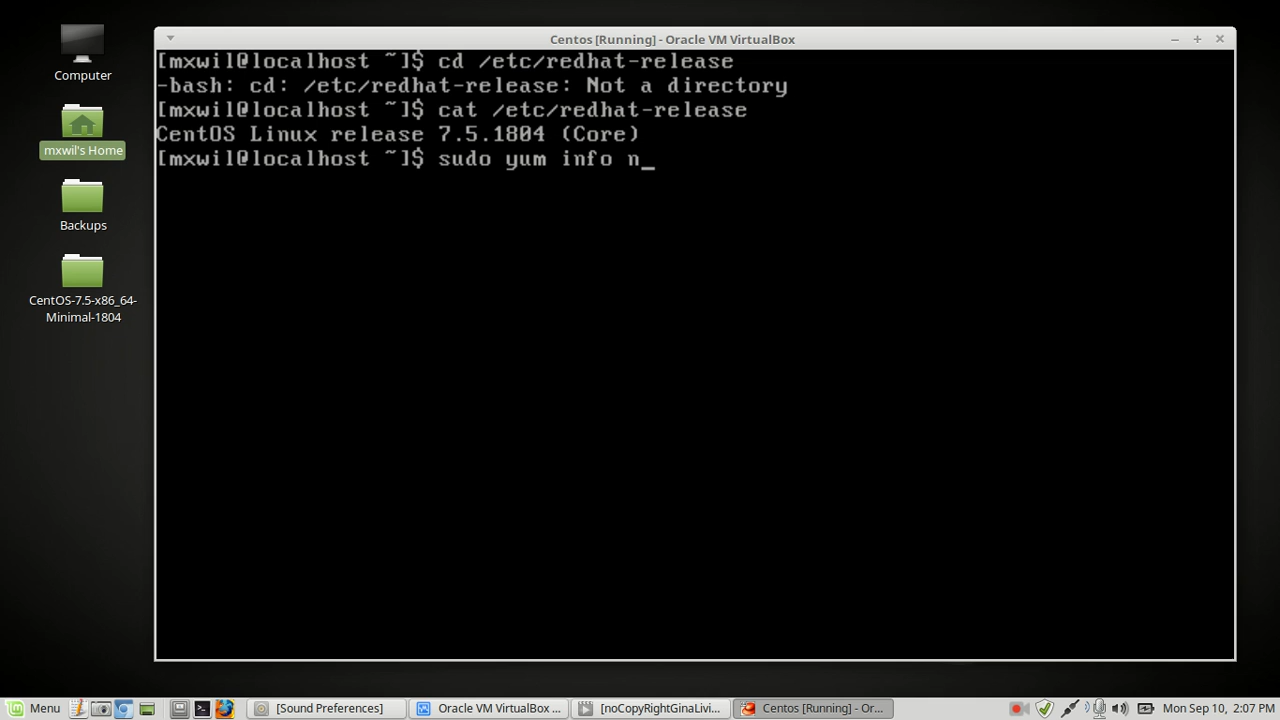 Computer
mxwil's Home
Backups
CentOS-7.5-x86_64-
Minimal-1804
Centos [Running] - Oracle VM VirtualBox
[mxwil@localhost ~]$ cd /etc/redhat-release
-bash: cd: /etc/redhat-release: Not a directory
[mxwil@localhost ~]$ cat /etc/redhat-release
CentOS Linux release 7.5.1804 (Core)
[mxwil@localhost ~]$ sudo yum info n_
Menu
[Sound Preferences]
Oracle VM VirtualBox ...
[noCopyRightGinaLivi...
Centos [Running] - Or...
Mon Sep 10, 2:07 PM